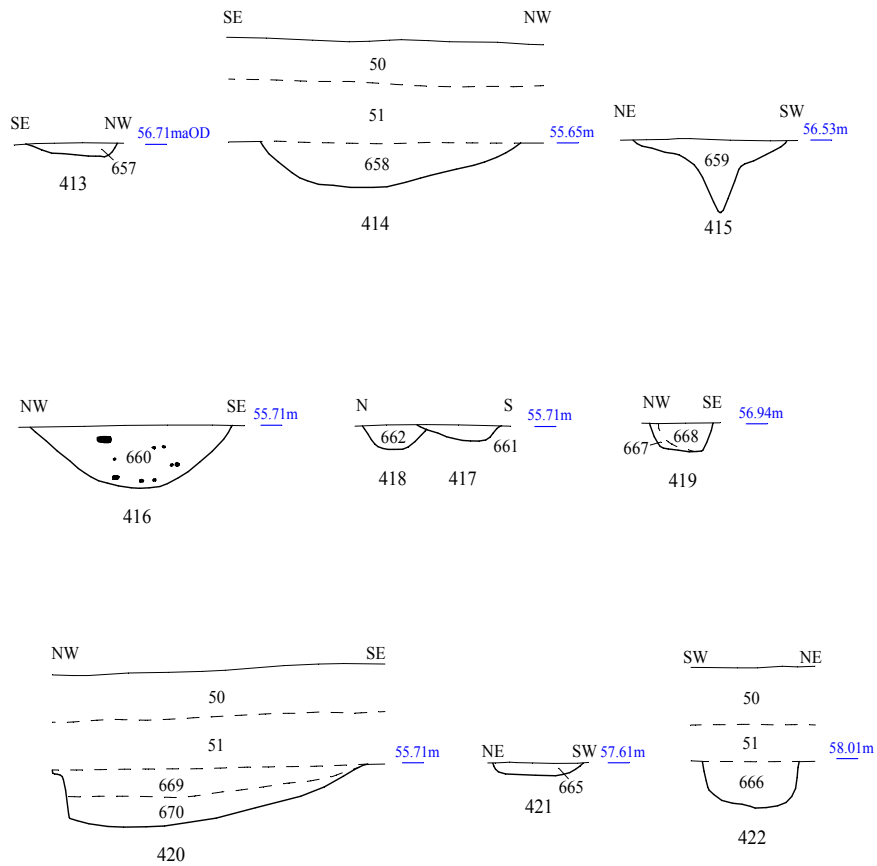 SE NW
50
51
SE NW 56.71maOD
657
413
55.65m
658
414
NE SW
56.53m
659
415
NW SE 55.71m
660
416
N S 55.71m
662 661
418 417
NW SE 56.94m
667 668
419
NW SE
50
51
55.71m
669
670
420
NE SW 57.61m
665
421
SW NE
50
51
58.01m
666
422